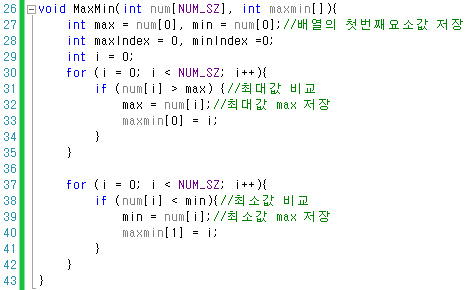 26 void MaxMin(int num[NUM_SZ], int maxmin[]){
27 int max = num[0], min = num[0];//배열의 첫번째요소값 저장
28 int maxIndex = 0, minIndex =0;
29 int i = 0;
30 for (i = 0; i < NUM_SZ; i++){
31 if (num[i] > max) {//최대값 비교
32 max = num[i];//최대값 max 저장
33 maxmin[0] = i;
34 }
35 }
36
37 for (i = 0; i < NUM_SZ; i++){
38 if (num[i] < min){//최소값 비교
39 min = num[i];//최소값 max 저장
40 maxmin[1] = i;
41 }
42 }
43 }